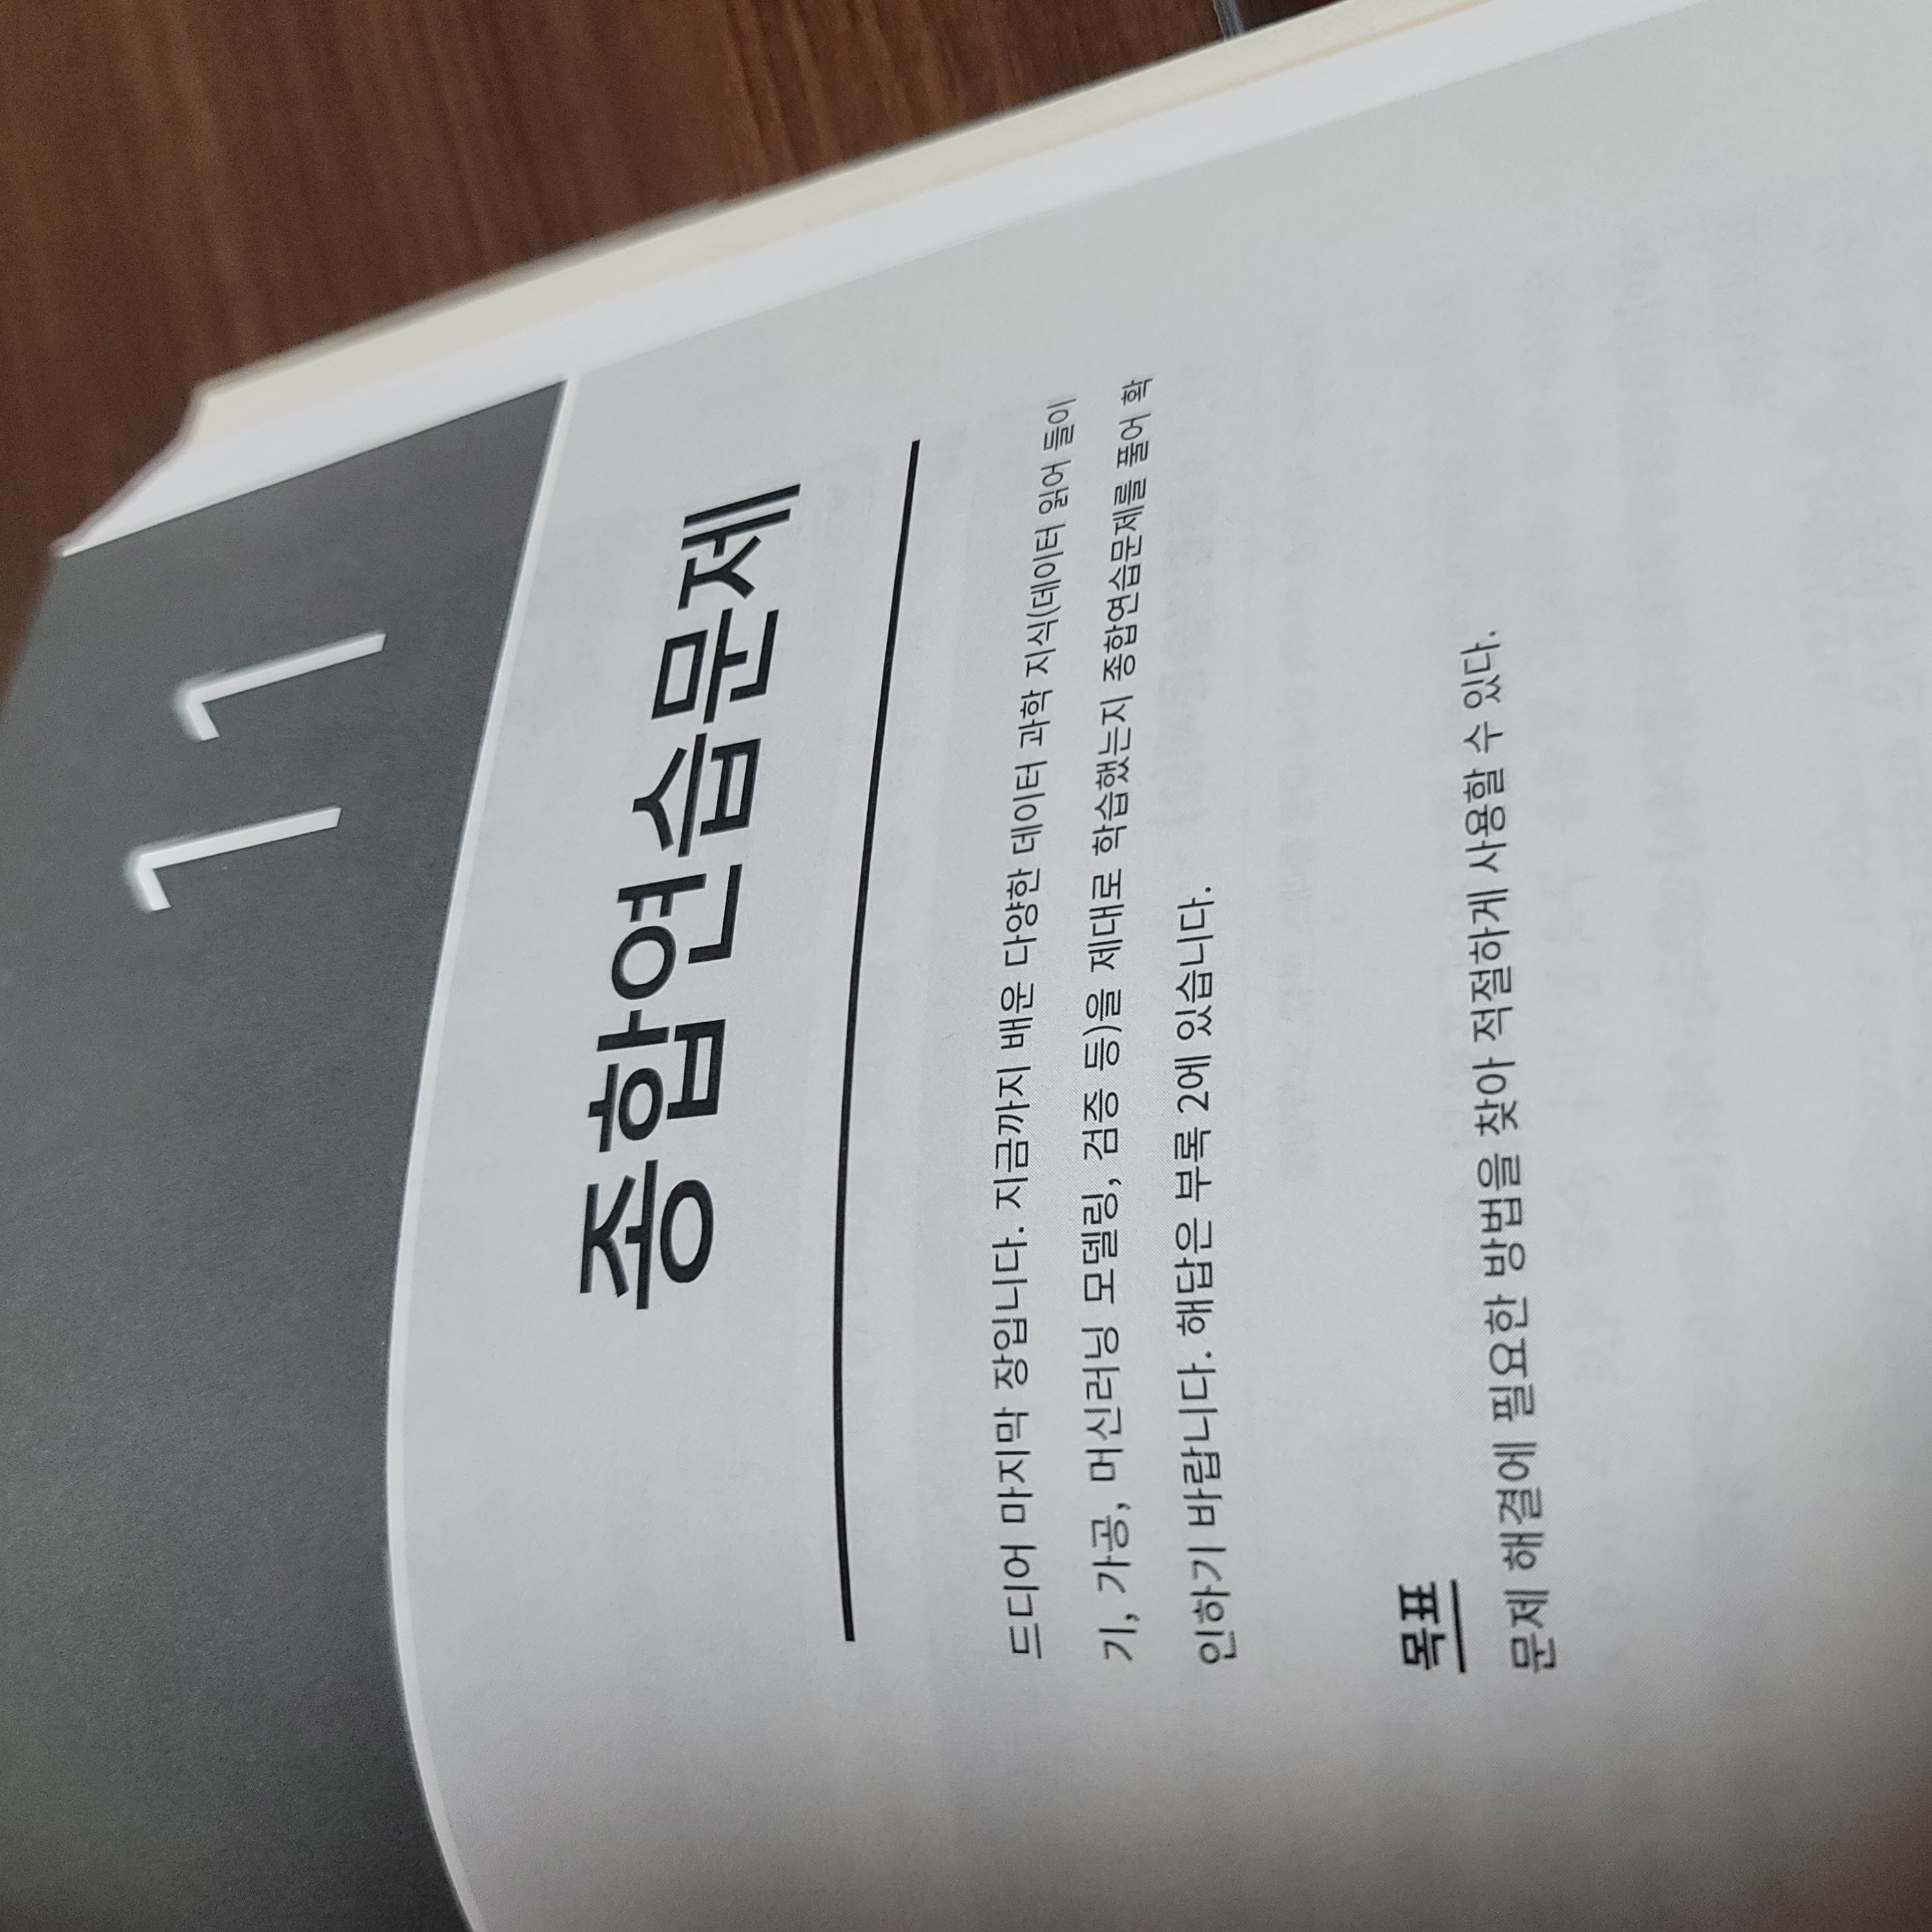 11
종합연습문제
드디어 마지막 장입니다. 지금까지 배운 다양한 데이터 과학 지식(데이터 읽어 들이
기, 가공, 머신러닝 모델링, 검증 등)을 제대로 학습했는지 종합연습문제를 풀어 확
인하기 바랍니다. 해답은 부록 2에 있습니다.
목표
문제 해결에 필요한 방법을 찾아 적절하게 사용할 수 있다.